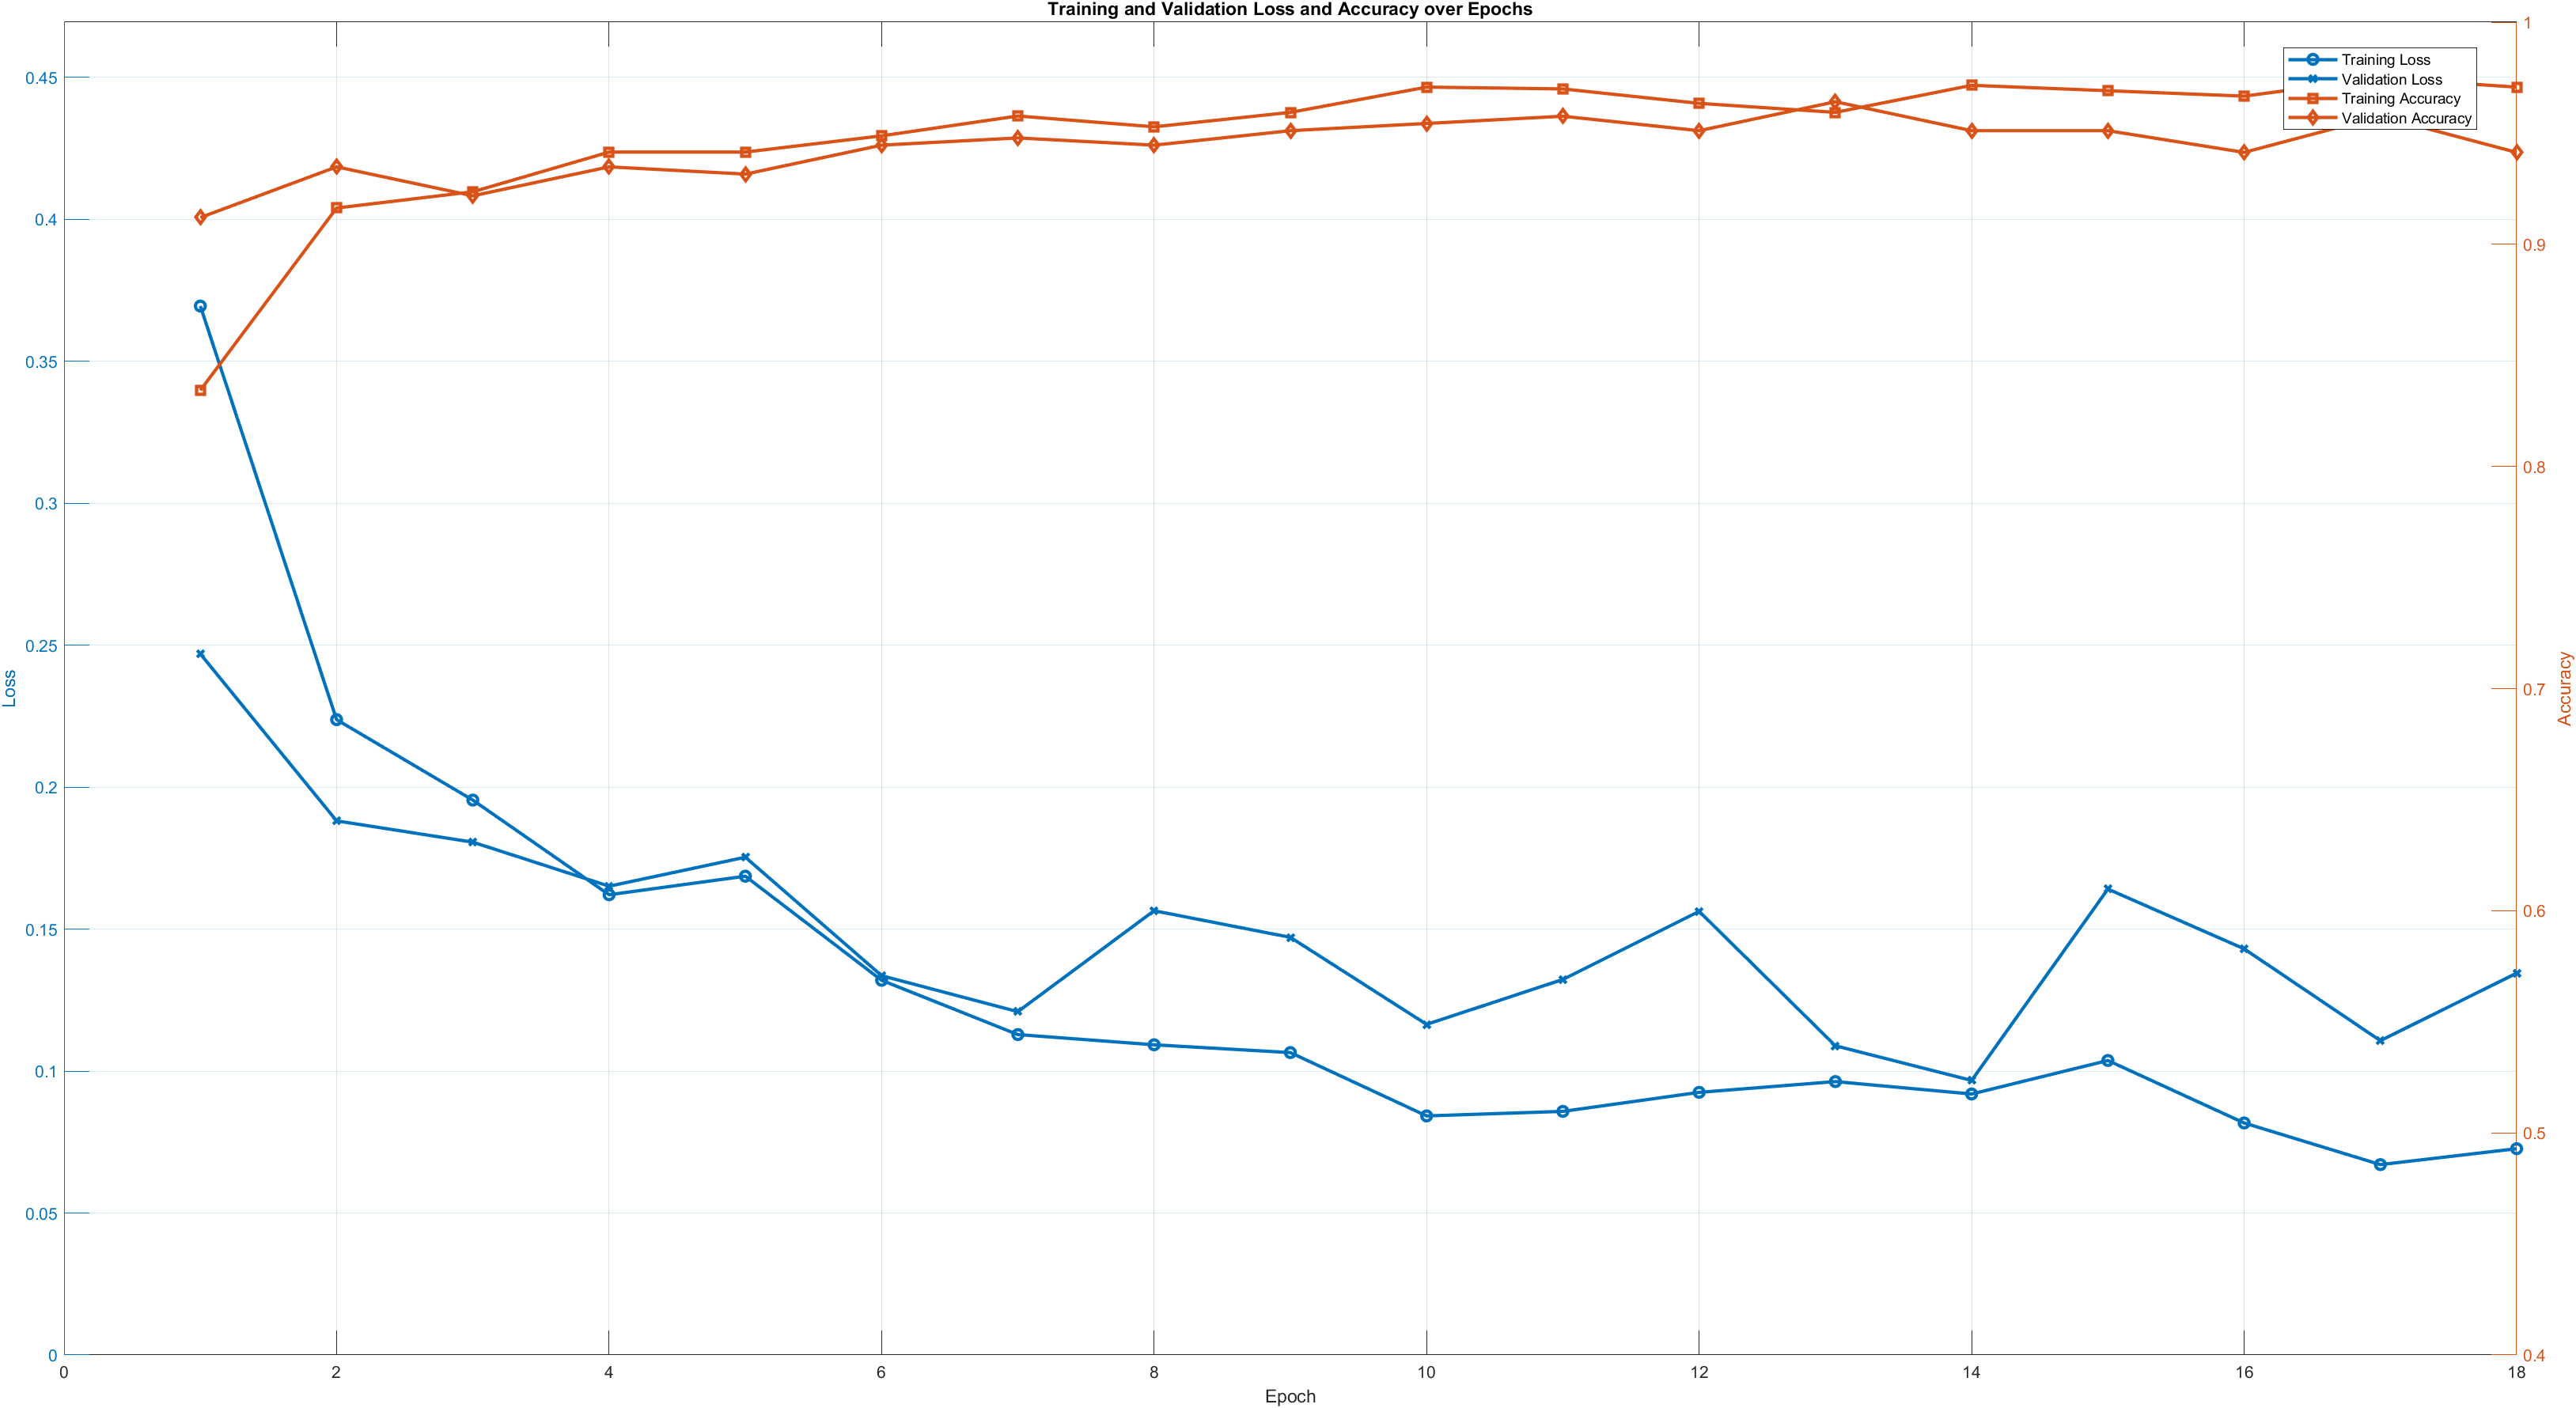 Training and Validation Loss and Accuracy over Epochs
Training Loss
Validation Loss
Training Accuracy
Validation Accuracy
0.45
0.4
0.35
0.3
0.25
0.2
0.15
0.1
0.05
0
Loss
1
0.9
0.8
0.7
0.6
0.5
0.4
Accuracy
0 2 4 6 8 10 12 14 16 18
Epoch